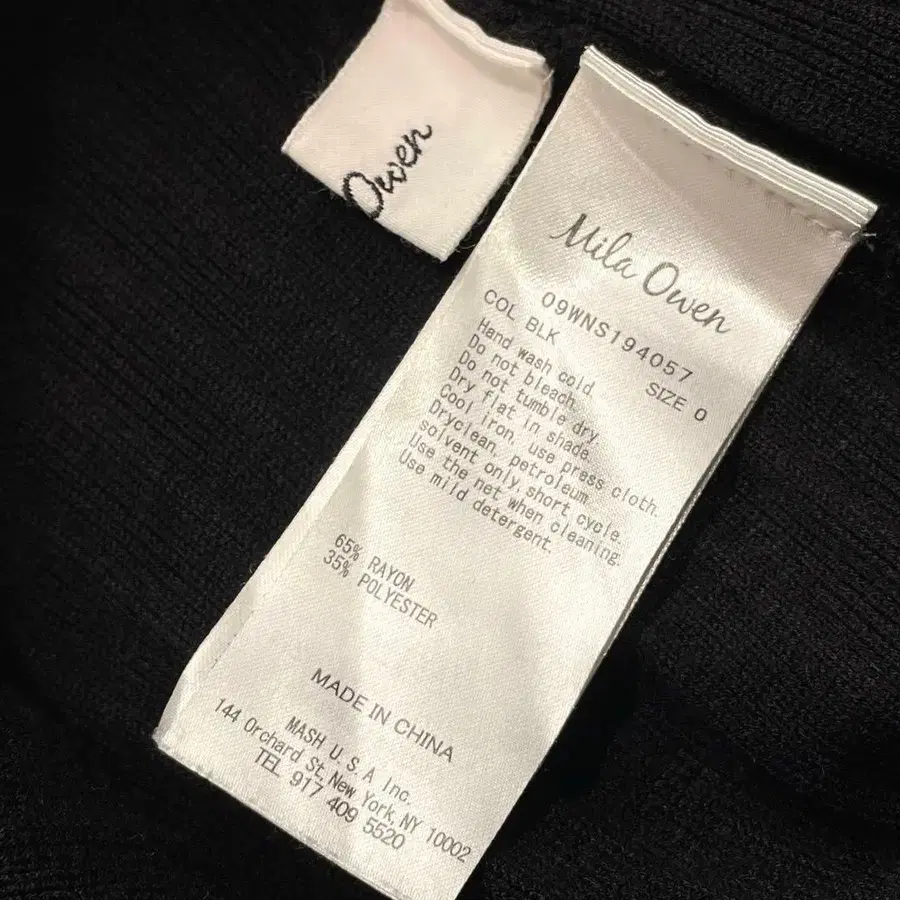 Owen
Mila Owen
09WNS194057
COL BLK SIZE 0
Hand wash cold.
Do not bleach.
Do not tumble dry.
Dry flat in shade.
Cool iron, use press cloth.
Dryclean, petroleum
solvent only,short cycle.
Use the net when cleaning.
Use mild detergent.
65% RAYON
35% POLYESTER
MADE IN CHINA
MASH U.S.A Inc.
144 Orchard St,New York,NY 10002
TEL 917 409 5520